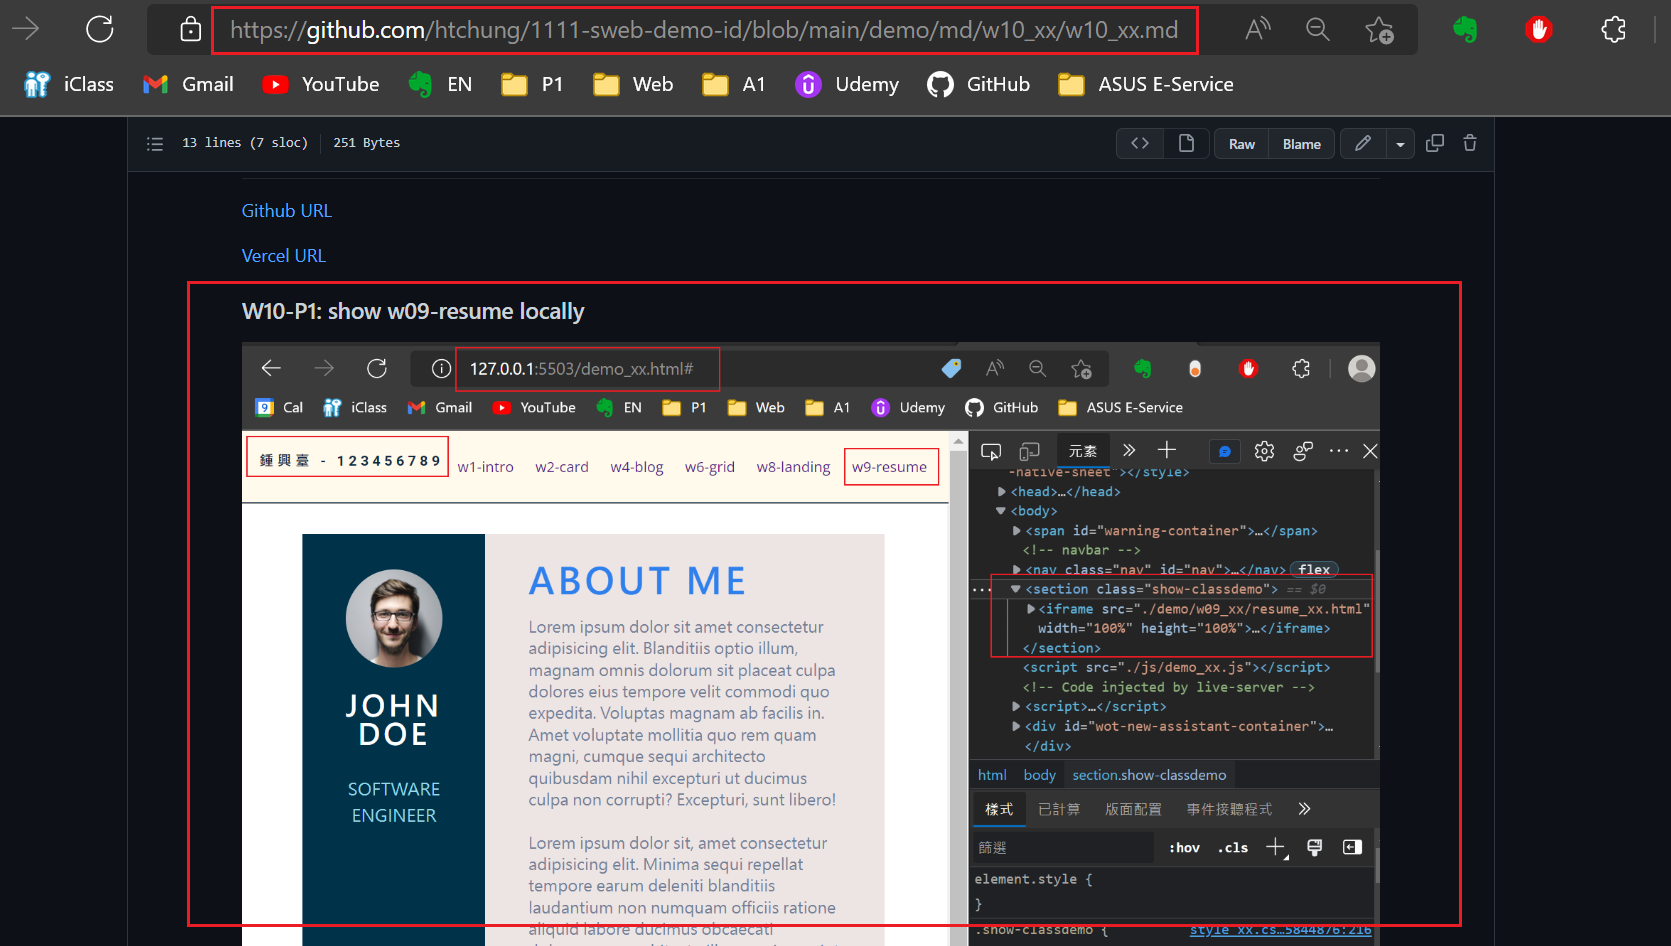 https://github.com/htchung/1111-sweb-demo-id/blob/main/demo/md/w10_xx/w10_xx.md
iClass Gmail YouTube EN P1 Web A1 Udemy GitHub ASUS E-Service
13 lines (7 sloc) 251 Bytes
<> Raw Blame
Github URL
Vercel URL
W10-P1: show w09-resume locally
127.0.0.1:5503/demo_xx.html#
9 Cal iClass Gmail YouTube EN P1 Web A1 Udemy GitHub ASUS E-Service
鍾興臺 - 123456789 w1-intro w2-card w4-blog w6-grid w8-landing w9-resume
ABOUT ME
Lorem ipsum dolor sit amet consectetur
adipisicing elit. Blanditiis optio illum,
magnam omnis dolorum sit placeat culpa
dolores eius tempore velit commodi quo
expedita. Voluptas magnam ab facilis in.
Amet voluptate mollitia quo rem quam
magni, cumque sequi architecto
quibusdam nihil excepturi ut ducimus
culpa non corrupti? Excepturi, sunt libero!
Lorem ipsum dolor sit, amet consectetur
adipisicing elit. Minima sequi repellat
tempore earum deleniti blanditiis
laudantium non numquam officiis ratione
aliquid labore ducimus obcaecati
JOHN
DOE
SOFTWARE
ENGINEER
元素
-native-sheet"></style>
<head>…</head>
<body>
<span id="warning-container">…</span>
<!-- navbar -->
<nav class="nav" id="nav">…</nav> flex
<section class="show-classdemo"> == $0
<iframe src="./demo/w09_xx/resume_xx.html"
width="100%" height="100%">…</iframe>
</section>
<script src="./js/demo_xx.js"></script>
<!-- Code injected by live-server -->
<script>…</script>
<div id="wot-new-assistant-container">…
</div>
html body section.show-classdemo
樣式 已計算 版面配置 事件接聽程式
篩選 :hov .cls
element.style {
}
.show-classdemo { style_xx.cs…5844876:216